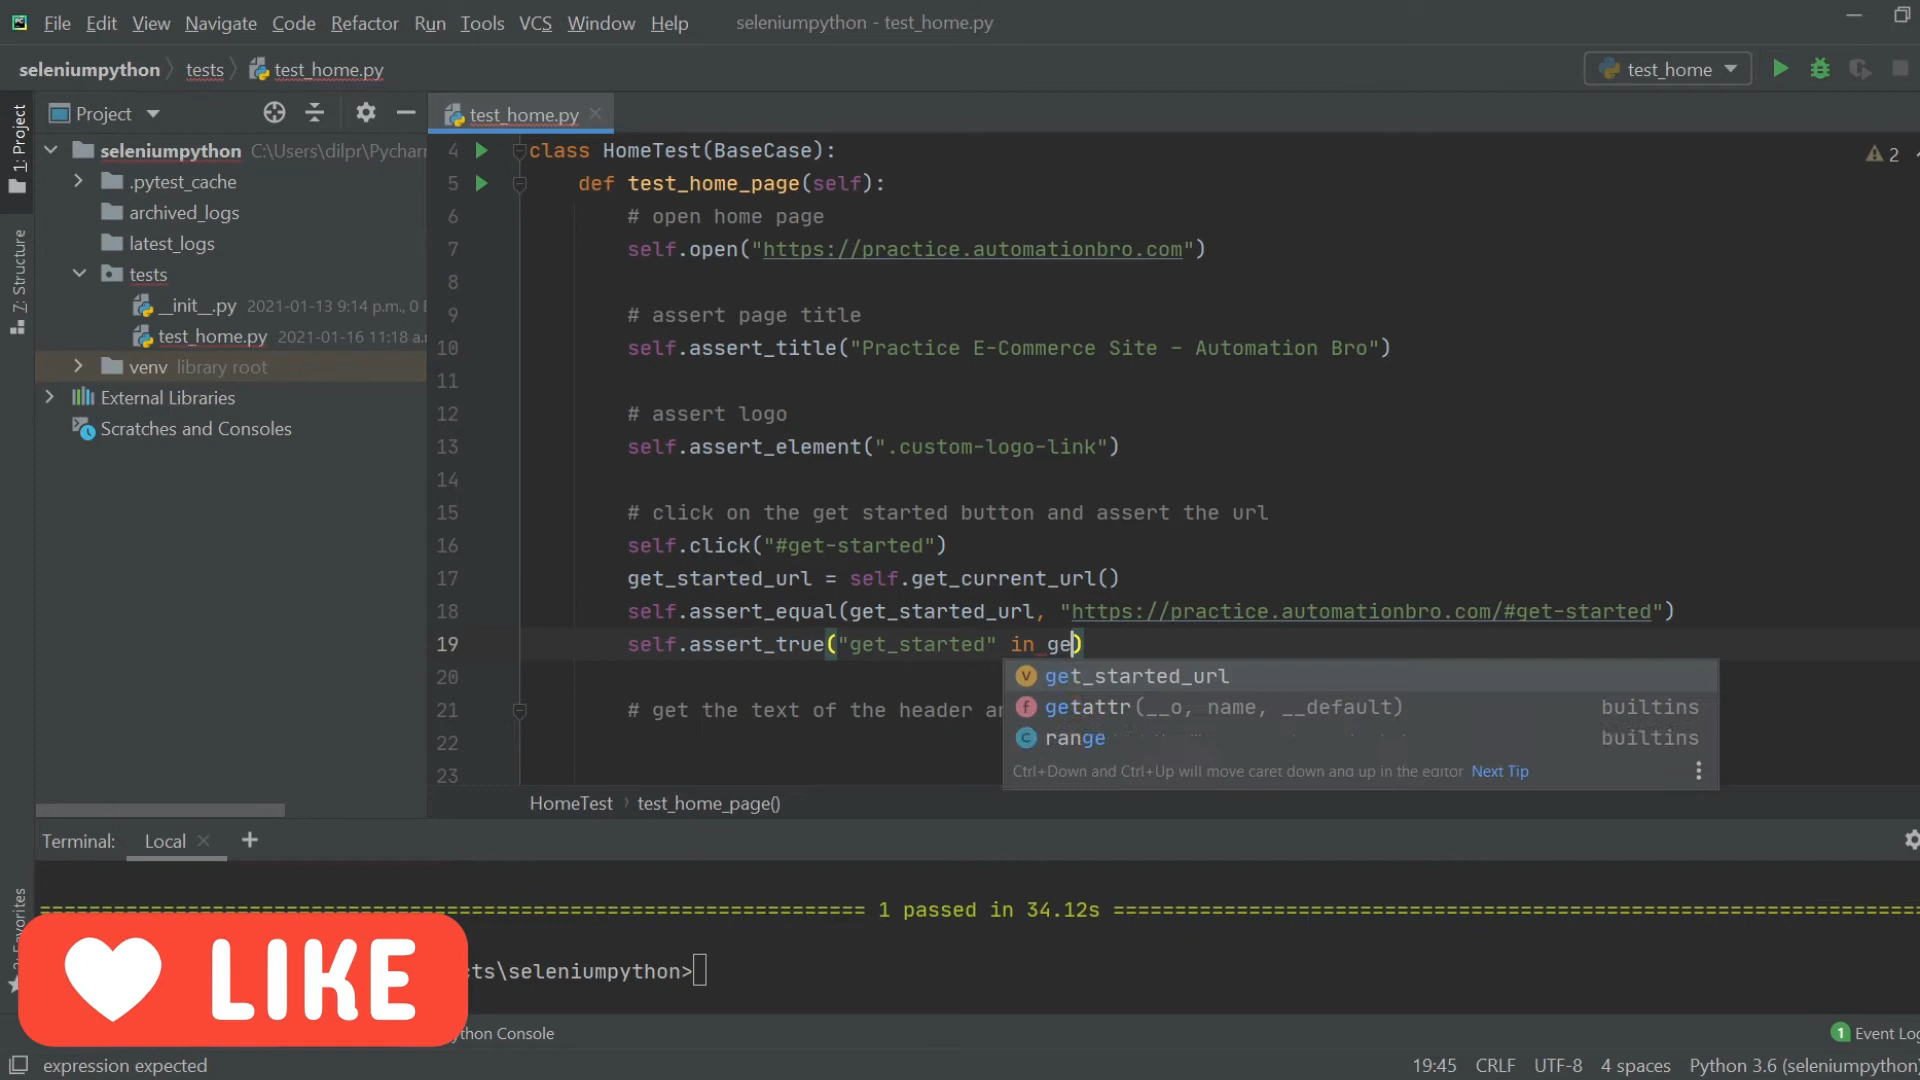 File Edit View Navigate Code Refactor Run Tools VCS Window Help seleniumpython - test_home.py
seleniumpython tests test_home.py test_home
Project test_home.py
1: Project
7: Structure
seleniumpython C:\Users\dilpr\Pycharm
.pytest_cache
archived_logs
latest_logs
tests
__init__.py 2021-01-13 9:14 p.m., 0
test_home.py 2021-01-16 11:18 a.
venv library root
External Libraries
Scratches and Consoles
2
4 class HomeTest(BaseCase):
5 def test_home_page(self):
6 # open home page
7 self.open("https://practice.automationbro.com")
8
9 # assert page title
10 self.assert_title("Practice E-Commerce Site - Automation Bro")
11
12 # assert logo
13 self.assert_element(".custom-logo-link")
14
15 # click on the get started button and assert the url
16 self.click("#get-started")
17 get_started_url = self.get_current_url()
18 self.assert_equal(get_started_url, "https://practice.automationbro.com/#get-started")
19 self.assert_true("get_started" in ge)
20
21 # get the text of the header
22
23
get_started_url
getattr(__o, name, __default) builtins
range builtins
Ctrl+Down and Ctrl+Up will move caret down and up in the editor Next Tip
HomeTest test_home_page()
Terminal: Local
================ 1 passed in 34.12s ================
cts\seleniumpython>
LIKE
ython Console
1 Event Log
expression expected 19:45 CRLF UTF-8 4 spaces Python 3.6 (seleniumpython)